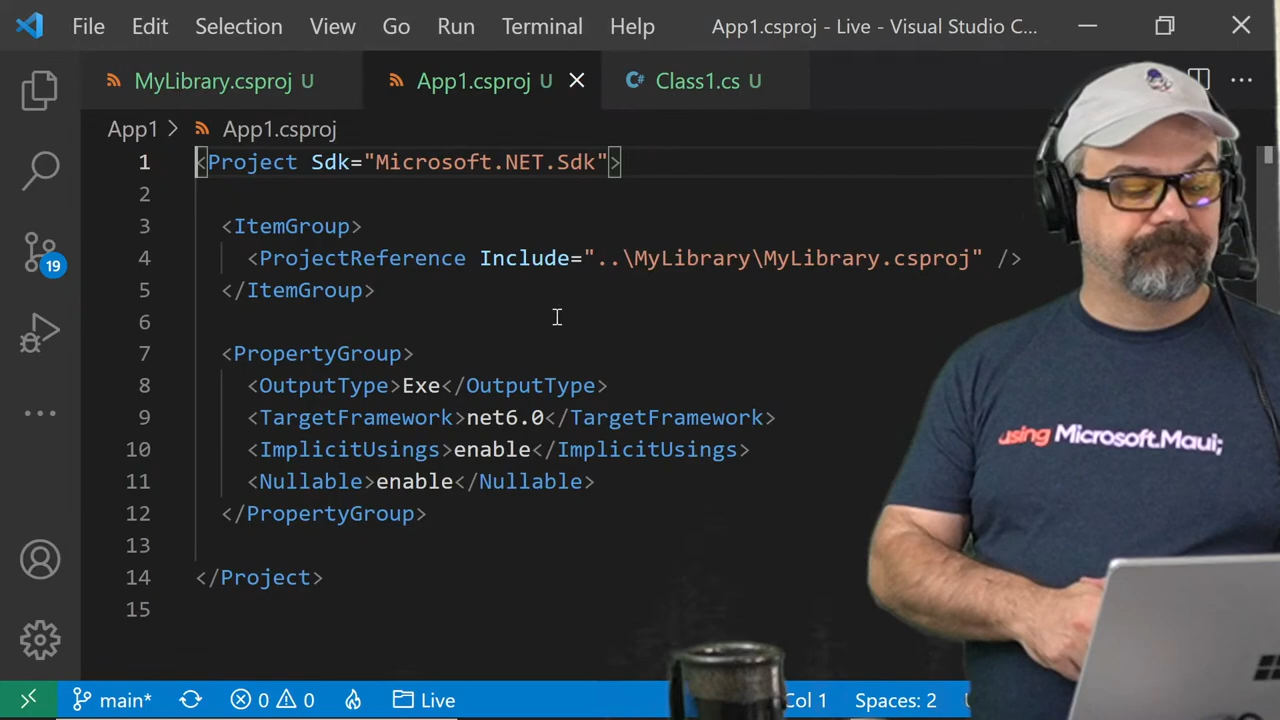 File Edit Selection View Go Run Terminal Help App1.csproj - Live - Visual Studio C...
MyLibrary.csproj U App1.csproj U Class1.cs U
App1 > App1.csproj
1 <Project Sdk="Microsoft.NET.Sdk">
2
3 <ItemGroup>
4 <ProjectReference Include="..\MyLibrary\MyLibrary.csproj" />
5 </ItemGroup>
6
7 <PropertyGroup>
8 <OutputType>Exe</OutputType>
9 <TargetFramework>net6.0</TargetFramework>
10 <ImplicitUsings>enable</ImplicitUsings>
11 <Nullable>enable</Nullable>
12 </PropertyGroup>
13
14 </Project>
15
19
using Microsoft.Maui;
main* 0 0 Live Col 1 Spaces: 2